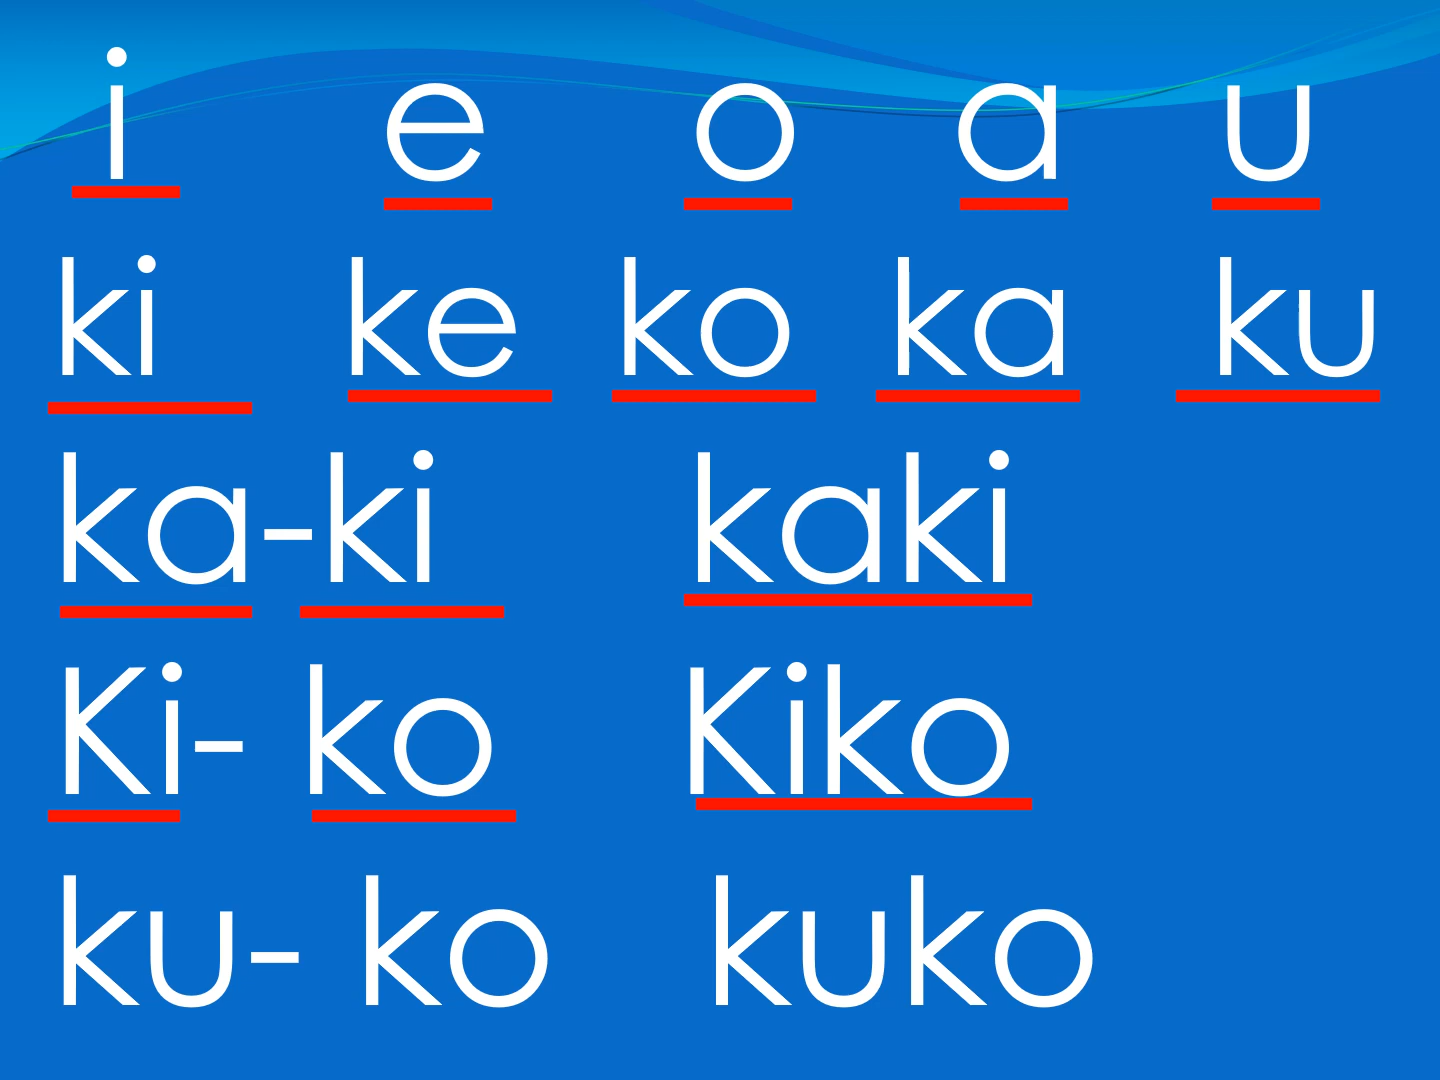 i e o a u
ki ke ko ka ku
ka-ki kaki
Ki- ko Kiko
ku- ko kuko